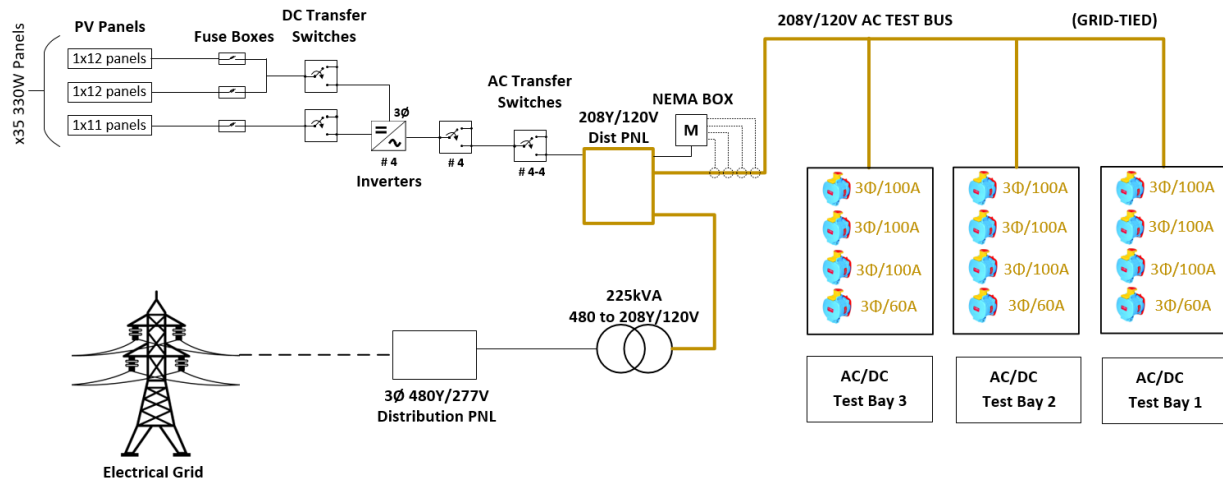 x35 330W Panels
PV Panels
1x12 panels
1x12 panels
1x11 panels
Fuse Boxes
DC Transfer
Switches
3Ø
# 4
Inverters
# 4
AC Transfer
Switches
# 4-4
208Y/120V
Dist PNL
NEMA BOX
M
208Y/120V AC TEST BUS
(GRID-TIED)
3Φ/100A
3Φ/100A
3Φ/100A
3Φ/60A
3Φ/100A
3Φ/100A
3Φ/100A
3Φ/60A
3Φ/100A
3Φ/100A
3Φ/100A
3Φ/60A
AC/DC
Test Bay 3
AC/DC
Test Bay 2
AC/DC
Test Bay 1
225kVA
480 to 208Y/120V
3Ø 480Y/277V
Distribution PNL
Electrical Grid